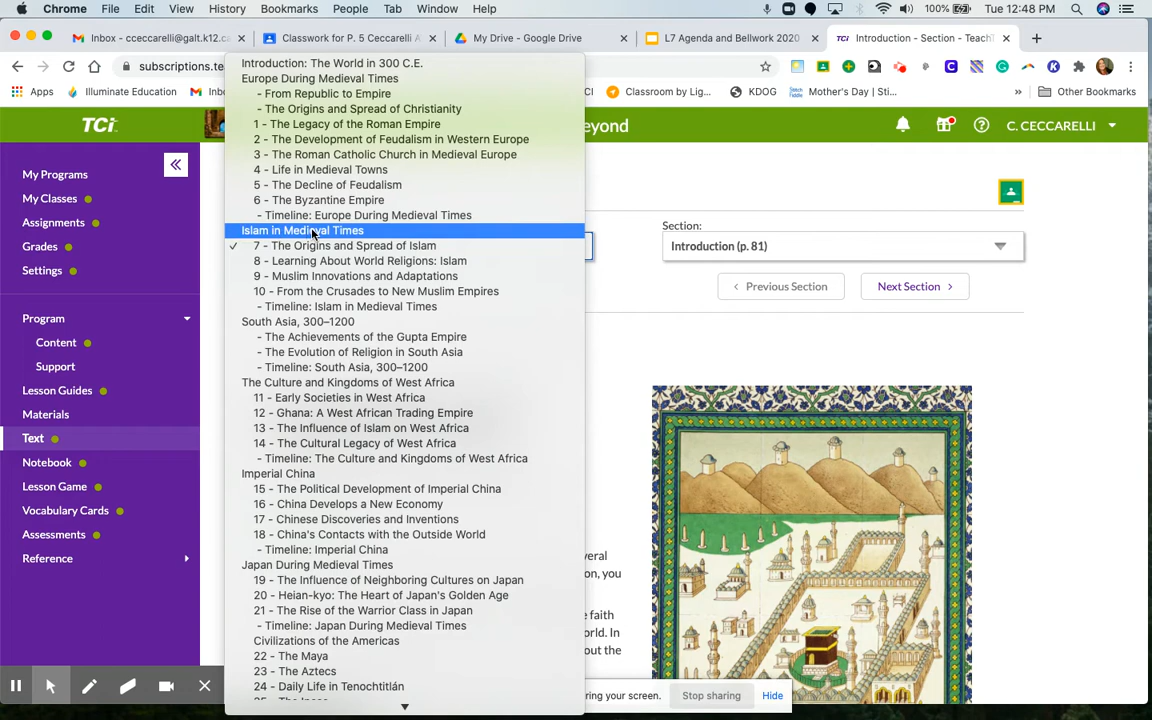 Chrome File Edit View History Bookmarks People Tab Window Help 100% Tue 12:48 PM
Inbox - cceccarelli@galt.k12.c
Classwork for P. 5 Ceccarelli A
My Drive - Google Drive
L7 Agenda and Bellwork 2020
Introduction - Section - TeachT
subscriptions.te
Apps
Illuminate Education
Inbo
CI
Classroom by Lig...
KDOG
Mother's Day | Sti...
»
Other Bookmarks
TCi
eyond
C. CECCARELLI
My Programs
My Classes
Assignments
Grades
Settings
Program
Content
Support
Lesson Guides
Materials
Text
Notebook
Lesson Game
Vocabulary Cards
Assessments
Reference
Introduction: The World in 300 C.E.
Europe During Medieval Times
- From Republic to Empire
- The Origins and Spread of Christianity
1 - The Legacy of the Roman Empire
2 - The Development of Feudalism in Western Europe
3 - The Roman Catholic Church in Medieval Europe
4 - Life in Medieval Towns
5 - The Decline of Feudalism
6 - The Byzantine Empire
- Timeline: Europe During Medieval Times
Islam in Medieval Times
✓ 7 - The Origins and Spread of Islam
8 - Learning About World Religions: Islam
9 - Muslim Innovations and Adaptations
10 - From the Crusades to New Muslim Empires
- Timeline: Islam in Medieval Times
South Asia, 300–1200
- The Achievements of the Gupta Empire
- The Evolution of Religion in South Asia
- Timeline: South Asia, 300–1200
The Culture and Kingdoms of West Africa
11 - Early Societies in West Africa
12 - Ghana: A West African Trading Empire
13 - The Influence of Islam on West Africa
14 - The Cultural Legacy of West Africa
- Timeline: The Culture and Kingdoms of West Africa
Imperial China
15 - The Political Development of Imperial China
16 - China Develops a New Economy
17 - Chinese Discoveries and Inventions
18 - China's Contacts with the Outside World
- Timeline: Imperial China
Japan During Medieval Times
19 - The Influence of Neighboring Cultures on Japan
20 - Heian-kyo: The Heart of Japan's Golden Age
21 - The Rise of the Warrior Class in Japan
- Timeline: Japan During Medieval Times
Civilizations of the Americas
22 - The Maya
23 - The Aztecs
24 - Daily Life in Tenochtitlán
Section:
Introduction (p. 81)
< Previous Section
Next Section >
veral
on, you
faith
orld. In
out the
ring your screen.
Stop sharing
Hide